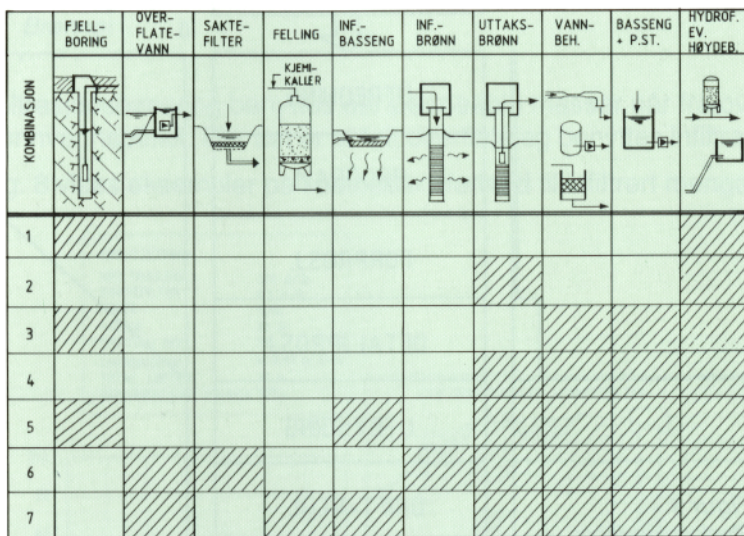 KOMBINASJON
FJELL-
BORING
OVER-
FLATE-
VANN
SAKTE-
FILTER
FELLING
INF.-
BASSENG
INF.-
BRØNN
UTTAKS-
BRØNN
VANN-
BEH.
BASSENG
+ P.ST.
HYDROF.
EV.
HØYDEB.
KJEMI-
KALIER
1
2
3
4
5
6
7